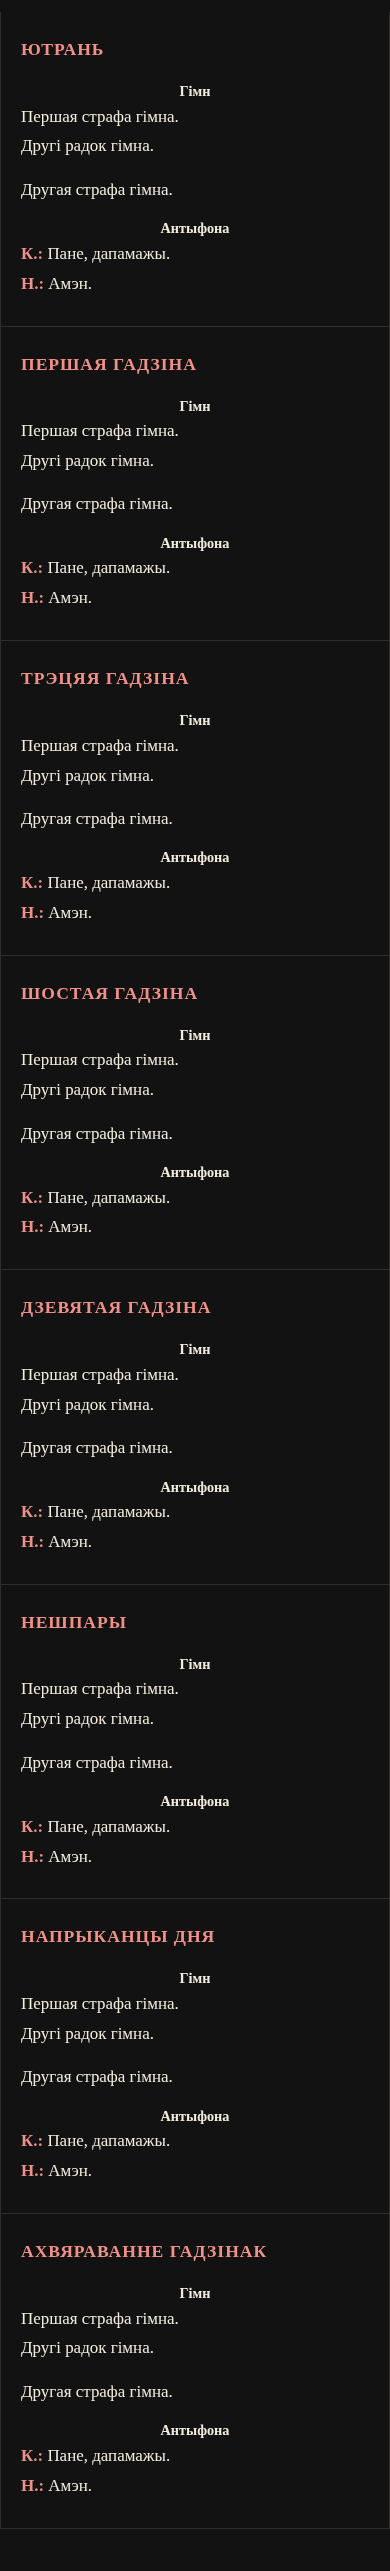 ЮТРАНЬ
Гімн
Першая страфа гімна.
Другі радок гімна.
Другая страфа гімна.
Антыфона
К.: Пане, дапамажы.
Н.: Амэн.
ПЕРШАЯ ГАДЗІНА
Гімн
Першая страфа гімна.
Другі радок гімна.
Другая страфа гімна.
Антыфона
К.: Пане, дапамажы.
Н.: Амэн.
ТРЭЦЯЯ ГАДЗІНА
Гімн
Першая страфа гімна.
Другі радок гімна.
Другая страфа гімна.
Антыфона
К.: Пане, дапамажы.
Н.: Амэн.
ШОСТАЯ ГАДЗІНА
Гімн
Першая страфа гімна.
Другі радок гімна.
Другая страфа гімна.
Антыфона
К.: Пане, дапамажы.
Н.: Амэн.
ДЗЕВЯТАЯ ГАДЗІНА
Гімн
Першая страфа гімна.
Другі радок гімна.
Другая страфа гімна.
Антыфона
К.: Пане, дапамажы.
Н.: Амэн.
НЕШПАРЫ
Гімн
Першая страфа гімна.
Другі радок гімна.
Другая страфа гімна.
Антыфона
К.: Пане, дапамажы.
Н.: Амэн.
НАПРЫКАНЦЫ ДНЯ
Гімн
Першая страфа гімна.
Другі радок гімна.
Другая страфа гімна.
Антыфона
К.: Пане, дапамажы.
Н.: Амэн.
АХВЯРАВАННЕ ГАДЗІНАК
Гімн
Першая страфа гімна.
Другі радок гімна.
Другая страфа гімна.
Антыфона
К.: Пане, дапамажы.
Н.: Амэн.